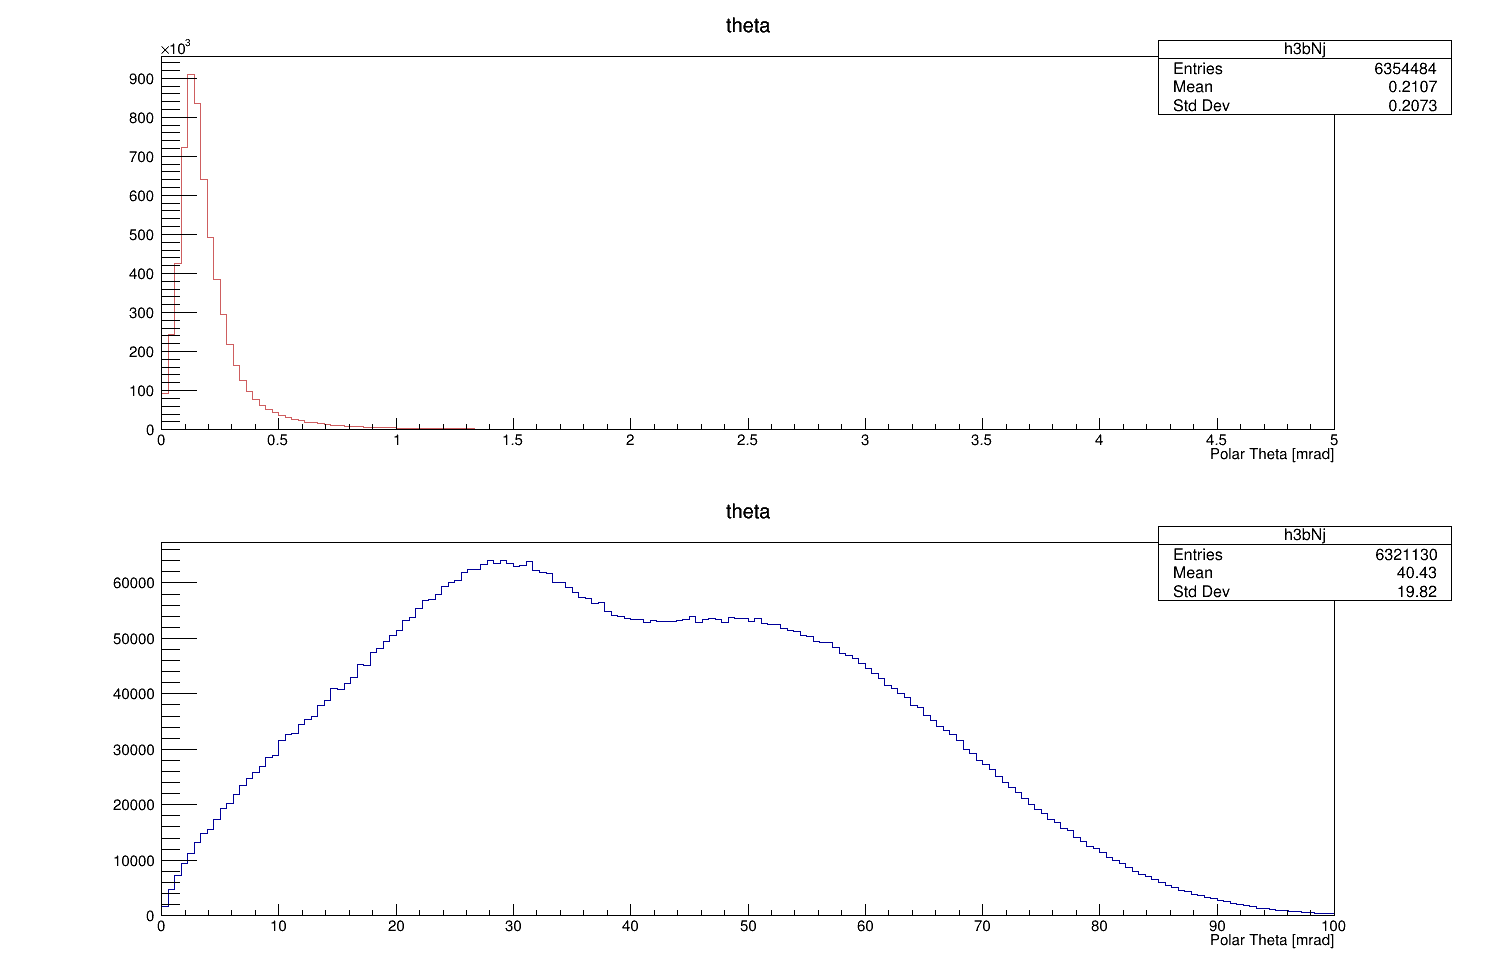 theta
×10³
h3bNj
Entries 6354484
Mean 0.2107
Std Dev 0.2073
900
800
700
600
500
400
300
200
100
0
0 0.5 1 1.5 2 2.5 3 3.5 4 4.5 5
Polar Theta [mrad]
theta
h3bNj
Entries 6321130
Mean 40.43
Std Dev 19.82
60000
50000
40000
30000
20000
10000
0
0 10 20 30 40 50 60 70 80 90 100
Polar Theta [mrad]